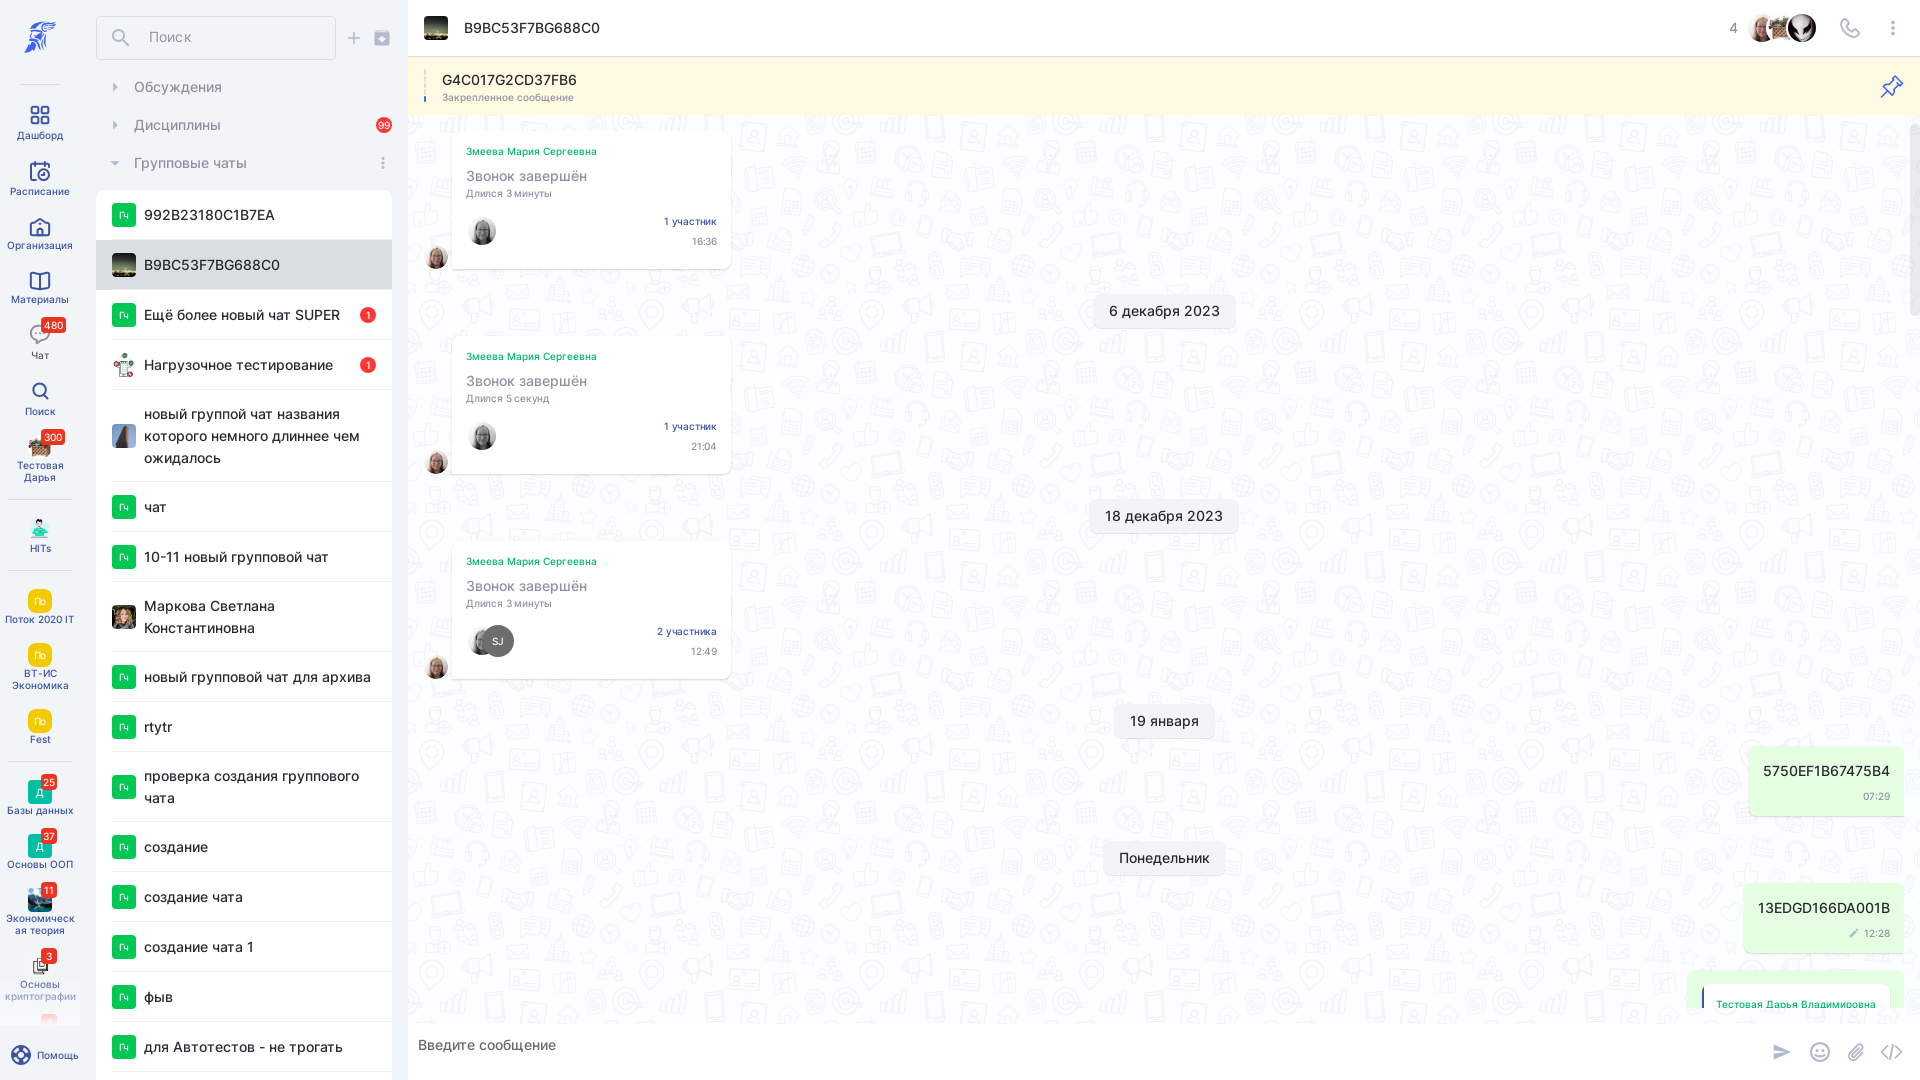 Дашборд
Расписание
Организация
Материалы
480
Чат
Поиск
300
Тестовая
Дарья
HITs
По
Поток 2020 IT
По
ВТ-ИС
Экономика
По
Fest
25
Д
Базы данных
37
Д
Основы ООП
11
Экономическ
ая теория
3
Основы
криптографии
Помощь
Поиск
Обсуждения
Дисциплины
99
Групповые чаты
Гч
992B23180C1B7EA
B9BC53F7BG688C0
Гч
Ещё более новый чат SUPER
1
Нагрузочное тестирование
1
новый группой чат названия
которого немного длиннее чем
ожидалось
Гч
чат
Гч
10-11 новый групповой чат
Маркова Светлана
Константиновна
Гч
новый групповой чат для архива
Гч
rtytr
Гч
проверка создания группового
чата
Гч
создание
Гч
создание чата
Гч
создание чата 1
Гч
фыв
Гч
для Автотестов - не трогать
B9BC53F7BG688C0
4
G4C017G2CD37FB6
Закрепленное сообщение
Змеева Мария Сергеевна
Звонок завершён
Длился 3 минуты
1 участник
16:36
6 декабря 2023
Змеева Мария Сергеевна
Звонок завершён
Длился 5 секунд
1 участник
21:04
18 декабря 2023
Змеева Мария Сергеевна
Звонок завершён
Длился 3 минуты
SJ
2 участника
12:49
19 января
5750EF1B67475B4
07:29
Понедельник
13EDGD166DA001B
12:28
Тестовая Дарья Владимировна
Введите сообщение